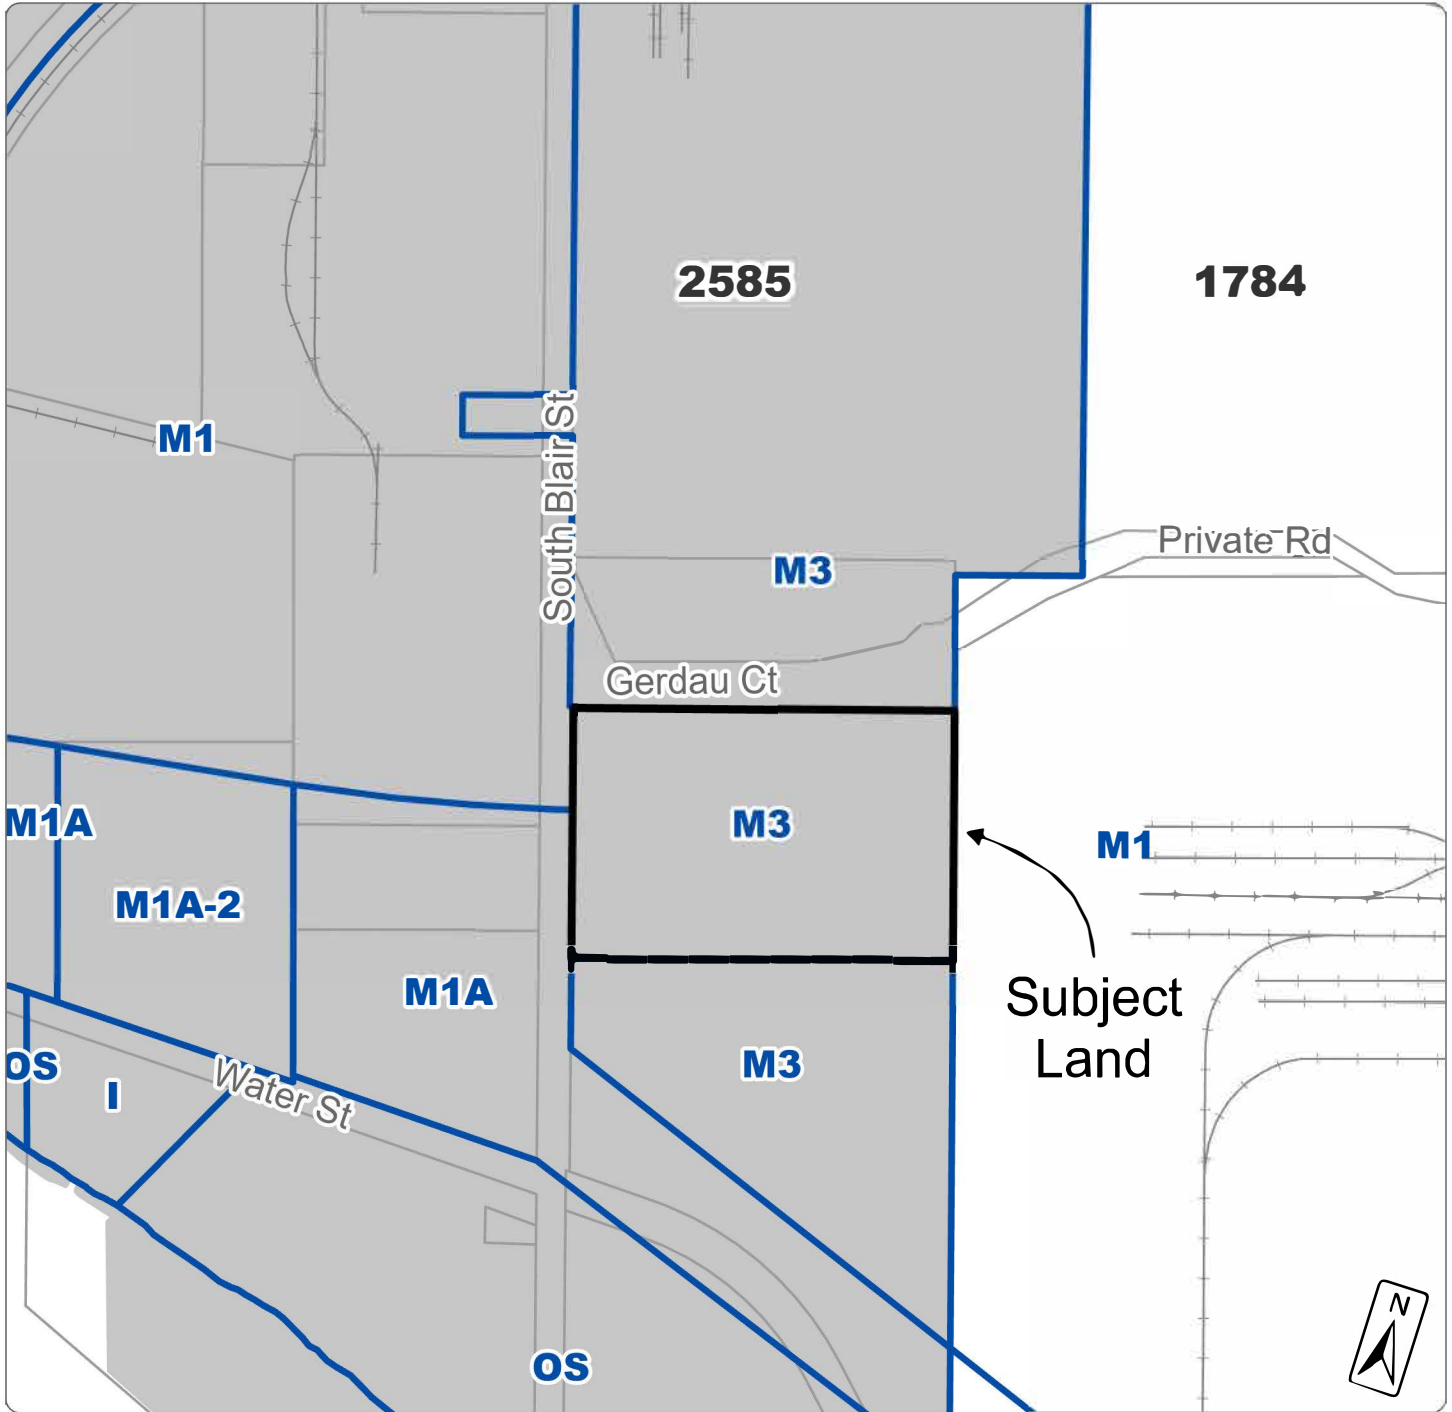 2585
1784
M1
South Blair St
Private Rd
M3
Gerdau Ct
M1A
M3
M1
M1A-2
M1A
Subject
Land
OS
I
Water St
M3
OS
N